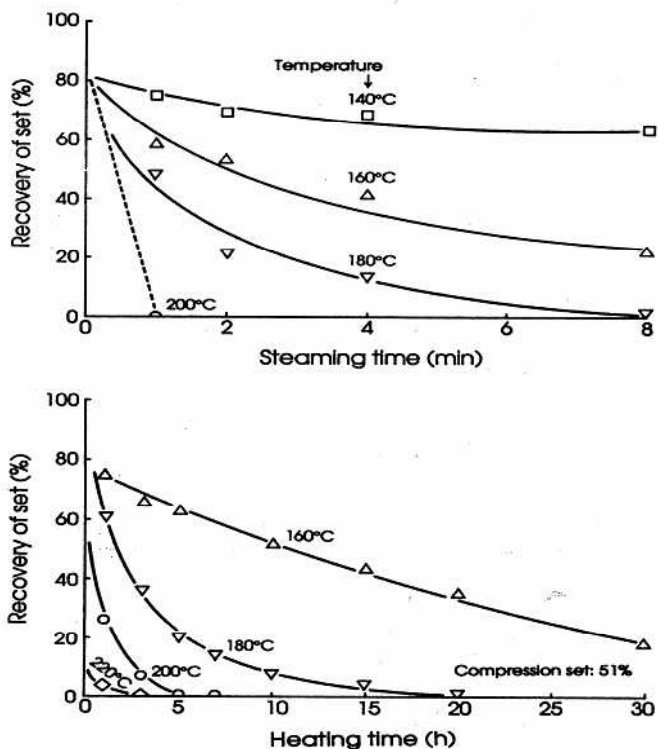 100
80
60
40
20
0
Recovery of set (%)
Temperature
140°C
160°C
180°C
200°C
0 2 4 6 8
Steaming time (min)
100
80
60
40
20
0
Recovery of set (%)
160°C
180°C
200°C
220°C
Compression set: 51%
0 5 10 15 20 25 30
Heating time (h)